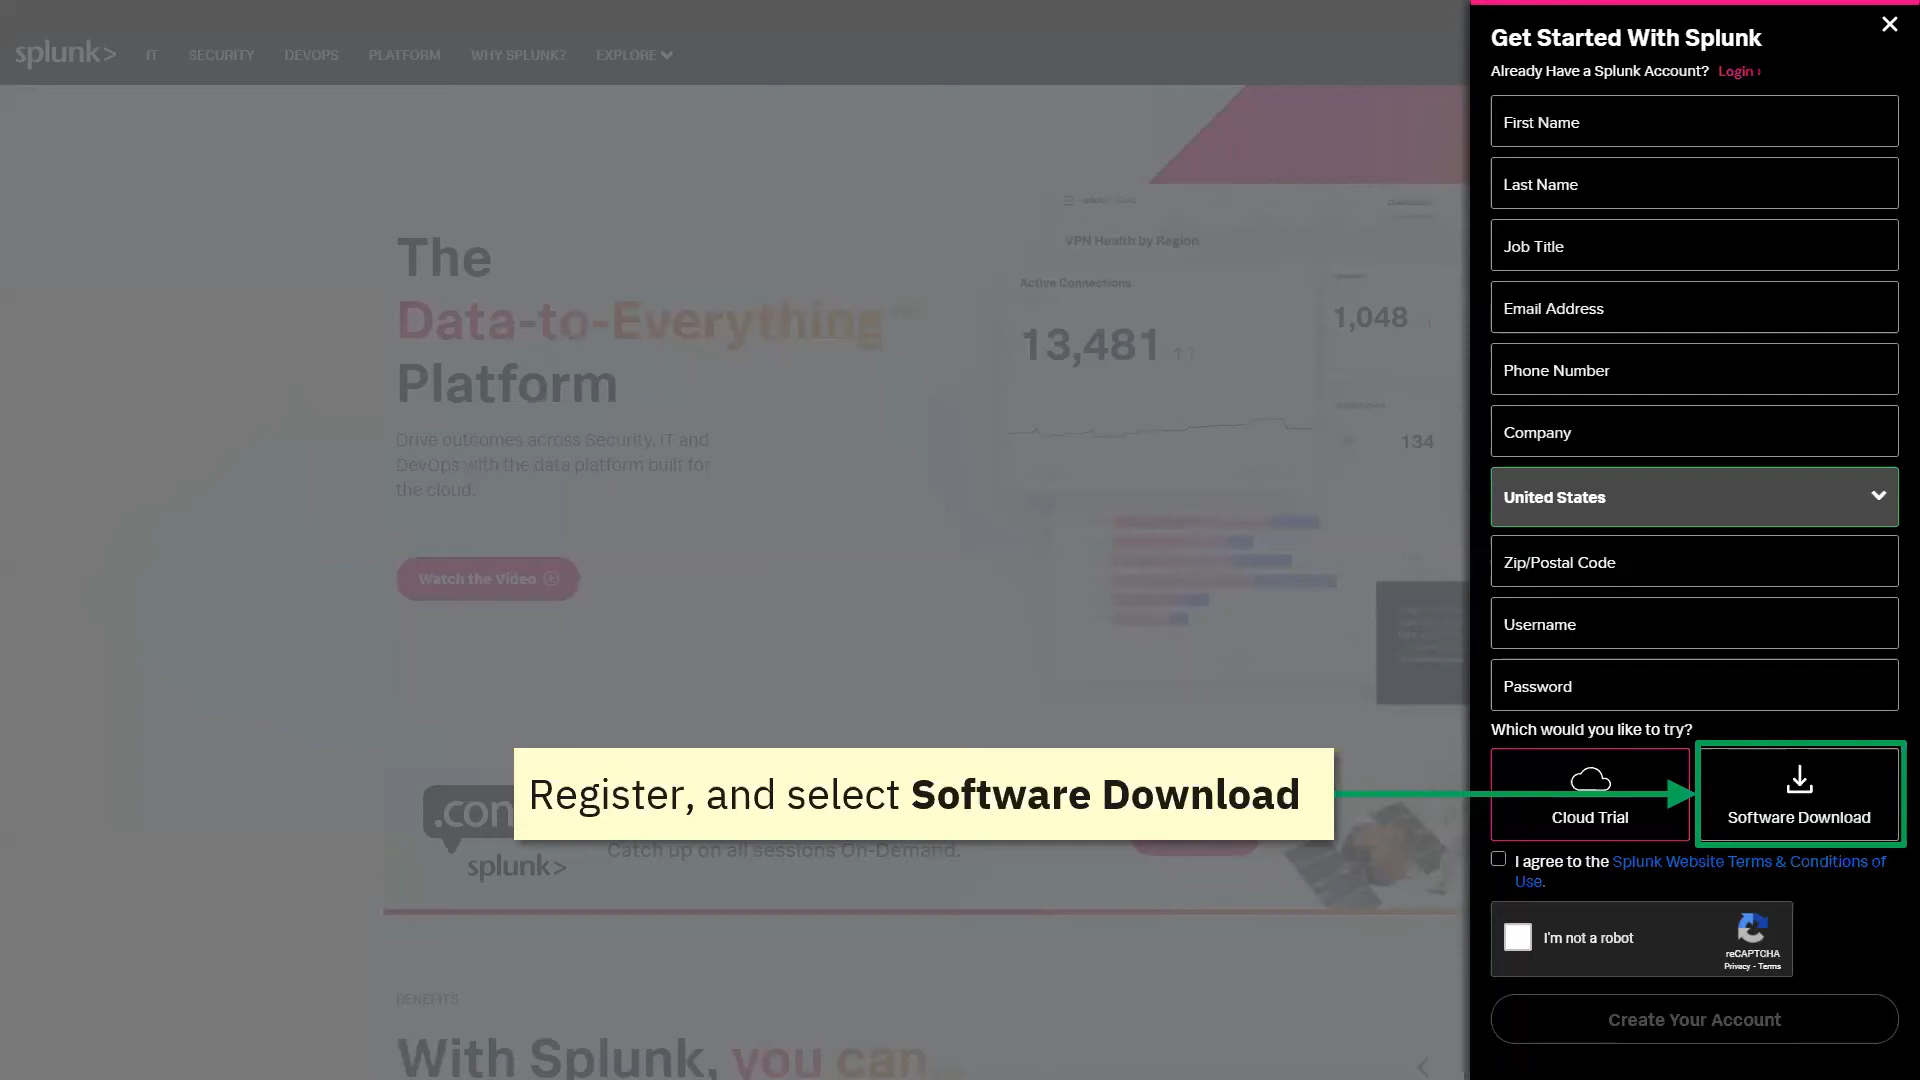 splunk>
IT
SECURITY
DEVOPS
PLATFORM
WHY SPLUNK?
EXPLORE
The
Data-to-Everything™
Platform
Drive outcomes across Security, IT and
DevOps with the data platform built for
the cloud.
Watch the Video
VPN Health by Region
Active Connections
13,481
1,048
134
Register, and select Software Download
.con
splunk>
Catch up on all sessions On-Demand.
BENEFITS
With Splunk, you can...
Get Started With Splunk
Already Have a Splunk Account? Login ›
First Name
Last Name
Job Title
Email Address
Phone Number
Company
United States
Zip/Postal Code
Username
Password
Which would you like to try?
Cloud Trial
Software Download
I agree to the Splunk Website Terms & Conditions of
Use.
I'm not a robot
reCAPTCHA
Privacy - Terms
Create Your Account